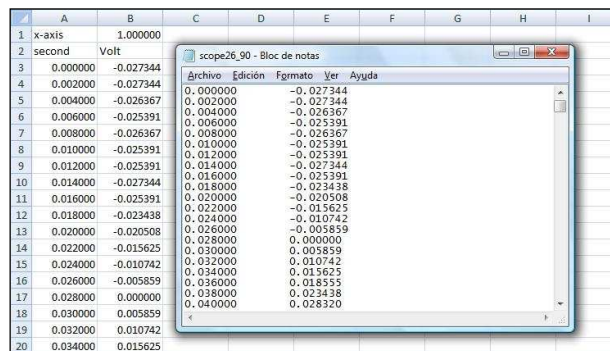 A B C D E F G H I
1 x-axis 1.000000
2 second Volt
3 0.000000 -0.027344
4 0.002000 -0.027344
5 0.004000 -0.026367
6 0.006000 -0.025391
7 0.008000 -0.026367
8 0.010000 -0.025391
9 0.012000 -0.025391
10 0.014000 -0.027344
11 0.016000 -0.025391
12 0.018000 -0.023438
13 0.020000 -0.020508
14 0.022000 -0.015625
15 0.024000 -0.010742
16 0.026000 -0.005859
17 0.028000 0.000000
18 0.030000 0.005859
19 0.032000 0.010742
20 0.034000 0.015625
scope26_90 - Bloc de notas
Archivo Edición Formato Ver Ayuda
0.000000 -0.027344
0.002000 -0.027344
0.004000 -0.026367
0.006000 -0.025391
0.008000 -0.026367
0.010000 -0.025391
0.012000 -0.025391
0.014000 -0.027344
0.016000 -0.025391
0.018000 -0.023438
0.020000 -0.020508
0.022000 -0.015625
0.024000 -0.010742
0.026000 -0.005859
0.028000 0.000000
0.030000 0.005859
0.032000 0.010742
0.034000 0.015625
0.036000 0.018555
0.038000 0.023438
0.040000 0.028320